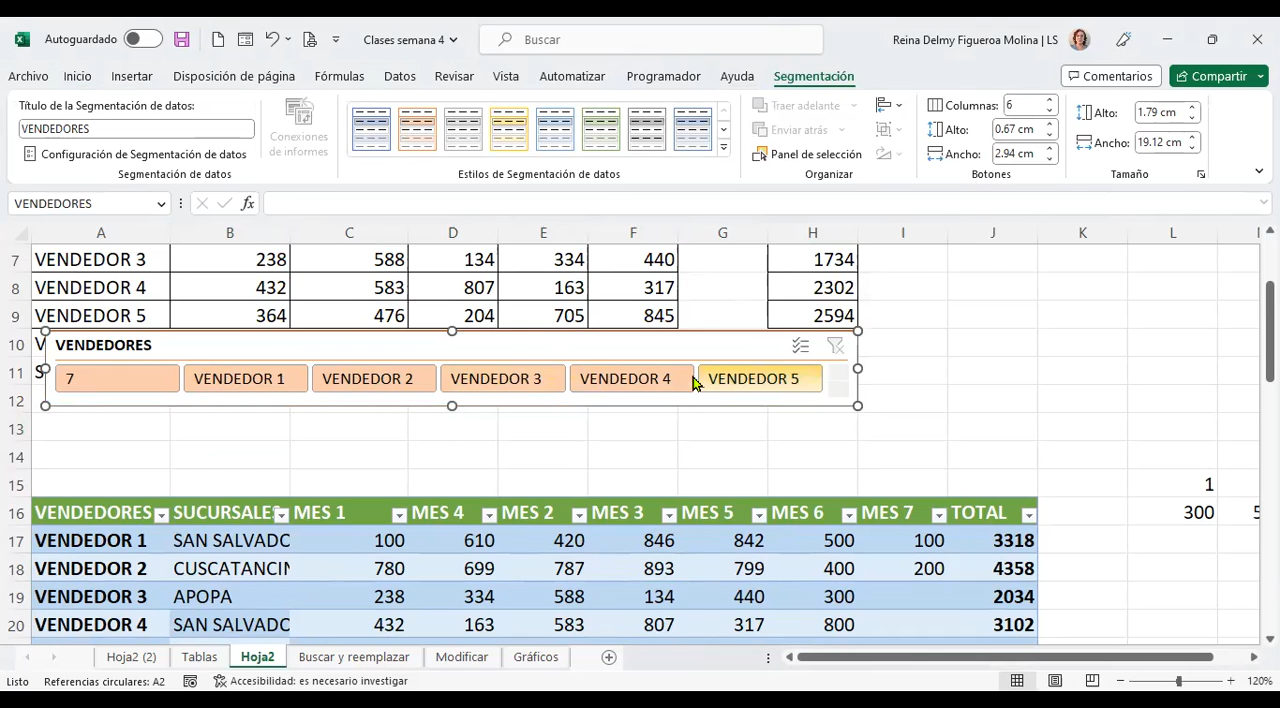 Autoguardado
Clases semana 4
Buscar
Reina Delmy Figueroa Molina | LS
Archivo Inicio Insertar Disposición de página Fórmulas Datos Revisar Vista Automatizar Programador Ayuda Segmentación
Comentarios Compartir
Título de la Segmentación de datos:
VENDEDORES
Configuración de Segmentación de datos
Segmentación de datos
Conexiones
de informes
Estilos de Segmentación de datos
Traer adelante
Enviar atrás
Panel de selección
Organizar
Columnas: 6
Alto: 0.67 cm
Ancho: 2.94 cm
Botones
Alto: 1.79 cm
Ancho: 19.12 cm
Tamaño
VENDEDORES fx
A B C D E F G H I J K L
7 VENDEDOR 3 238 588 134 334 440 1734
8 VENDEDOR 4 432 583 807 163 317 2302
9 VENDEDOR 5 364 476 204 705 845 2594
10 V VENDEDORES
11 S 7 VENDEDOR 1 VENDEDOR 2 VENDEDOR 3 VENDEDOR 4 VENDEDOR 5
12
13
14
15 1
16 VENDEDORES SUCURSALES MES 1 MES 4 MES 2 MES 3 MES 5 MES 6 MES 7 TOTAL 300
17 VENDEDOR 1 SAN SALVADO 100 610 420 846 842 500 100 3318
18 VENDEDOR 2 CUSCATANCIN 780 699 787 893 799 400 200 4358
19 VENDEDOR 3 APOPA 238 334 588 134 440 300 2034
20 VENDEDOR 4 SAN SALVADO 432 163 583 807 317 800 3102
Hoja2 (2) Tablas Hoja2 Buscar y reemplazar Modificar Gráficos
Listo Referencias circulares: A2 Accesibilidad: es necesario investigar 120%